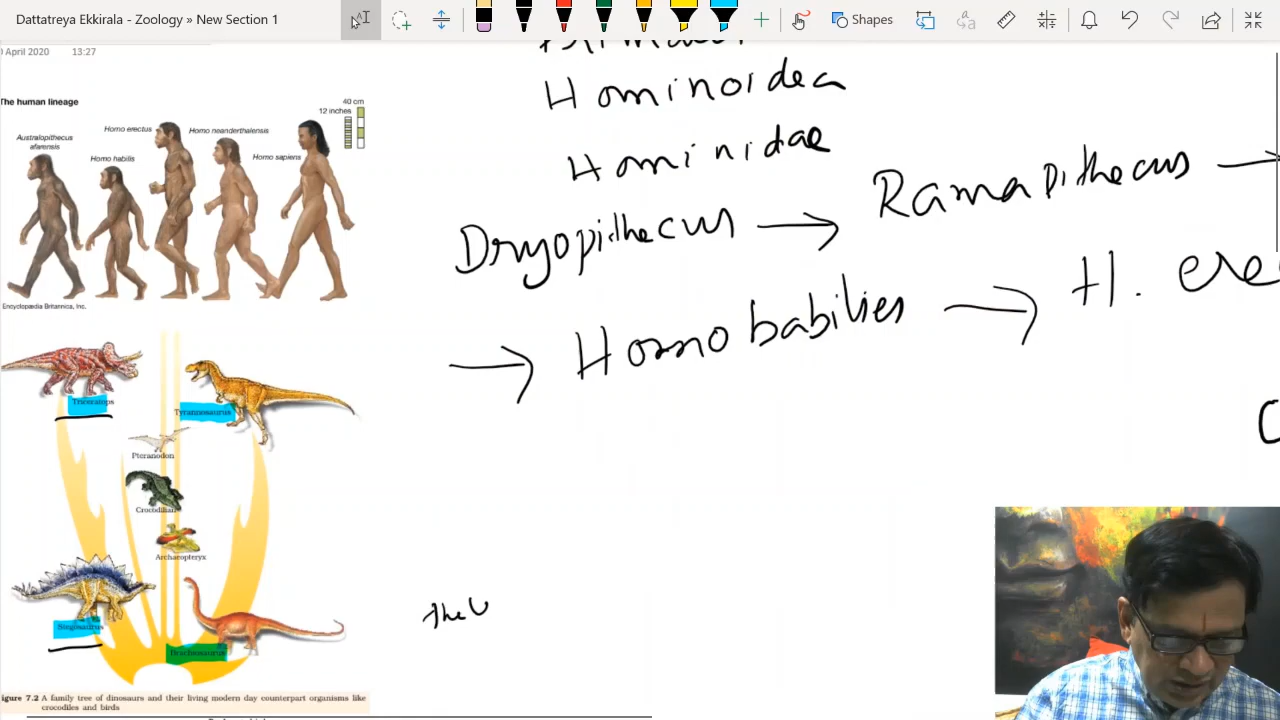 Dattatreya Ekirala - Zoology » New Section 1
Shapes
April 2020 13:27
The human lineage
40 cm
12 inches
Australopithecus
afarensis
Homo habilis
Homo erectus
Homo neanderthalensis
Homo sapiens
Encyclopædia Britannica, Inc.
Hominoidea
Hominidae
Dryopithecus → Ramapithecus →
→ Homo babilies → H. ere
Triceratops
Tyrannosaurus
Pteranodon
Crocodilian
Archaeopteryx
Stegosaurus
Brachiosaurus
the
igure 7.2 A family tree of dinosaurs and their living modern day counterpart organisms like
crocodiles and birds